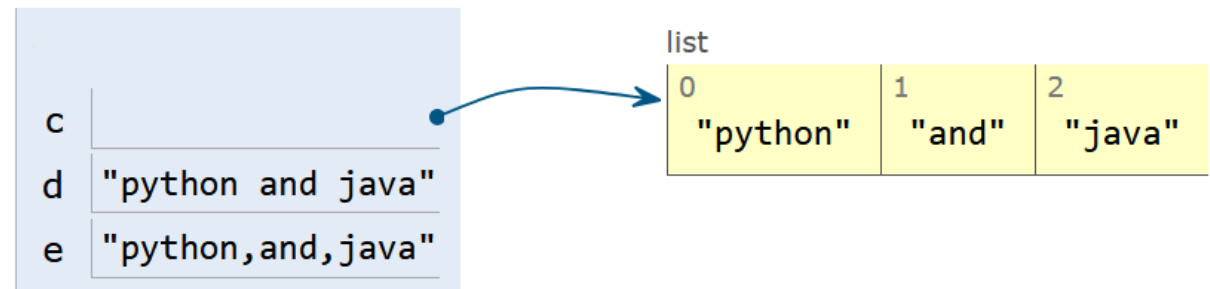 list
0 1 2
"python" "and" "java"
c
d "python and java"
e "python,and,java"